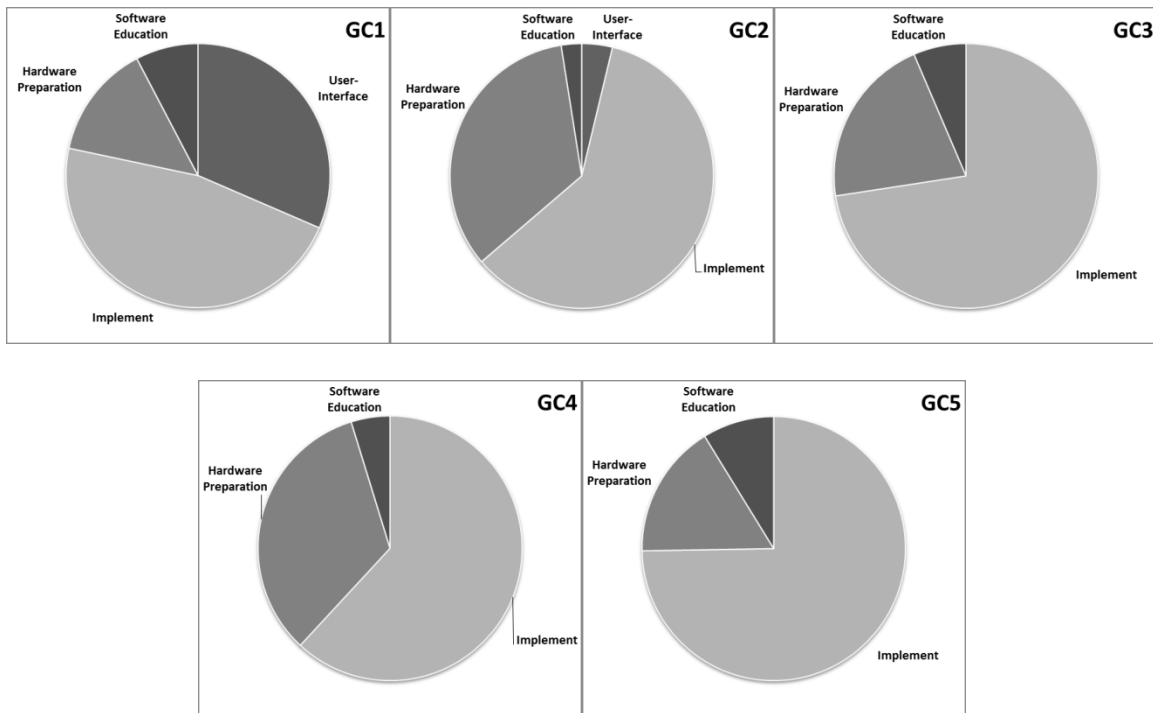 GC1
Software
Education
User-
Interface
Hardware
Preparation
Implement
GC2
Software
Education
User-
Interface
Hardware
Preparation
Implement
GC3
Software
Education
Hardware
Preparation
Implement
GC4
Software
Education
Hardware
Preparation
Implement
GC5
Software
Education
Hardware
Preparation
Implement